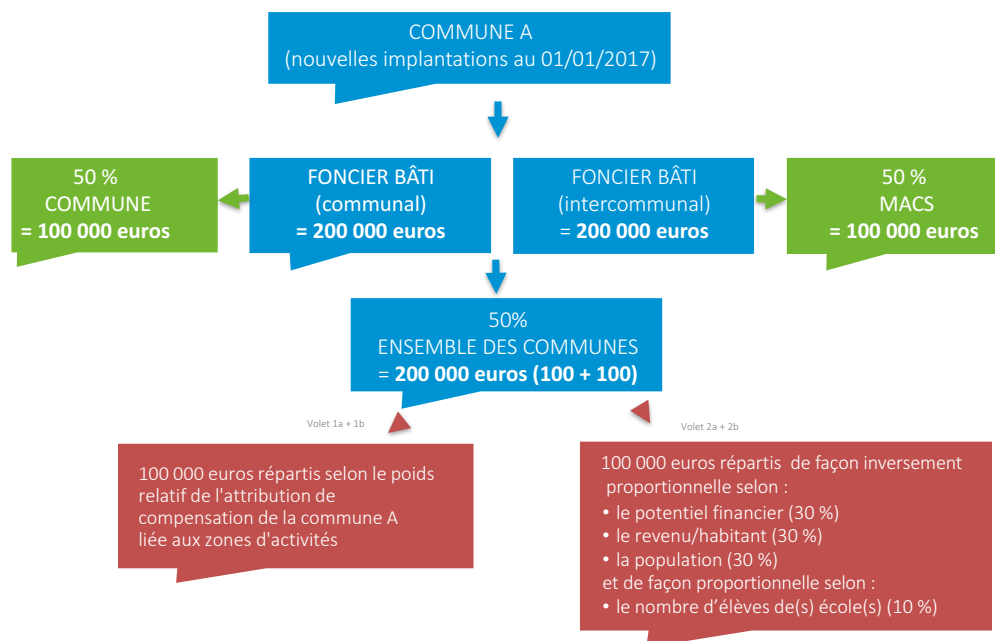 COMMUNE A
(nouvelles implantations au 01/01/2017)
50 %
COMMUNE
= 100 000 euros
FONCIER BÂTI
(communal)
= 200 000 euros
FONCIER BÂTI
(intercommunal)
= 200 000 euros
50 %
MACS
= 100 000 euros
50%
ENSEMBLE DES COMMUNES
= 200 000 euros (100 + 100)
Volet 1a + 1b
Volet 2a + 2b
100 000 euros répartis selon le poids
relatif de l'attribution de
compensation de la commune A
liée aux zones d'activités
100 000 euros répartis de façon inversement
proportionnelle selon :
• le potentiel financier (30 %)
• le revenu/habitant (30 %)
• la population (30 %)
et de façon proportionnelle selon :
• le nombre d’élèves de(s) école(s) (10 %)